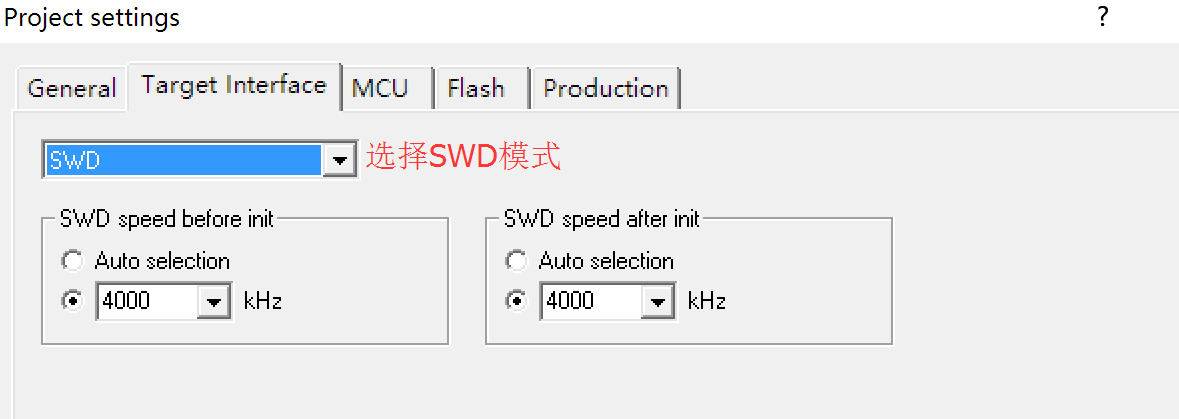 Project settings ?
General Target Interface MCU Flash Production
SWD 选择SWD模式
SWD speed before init SWD speed after init
Auto selection Auto selection
4000 kHz 4000 kHz